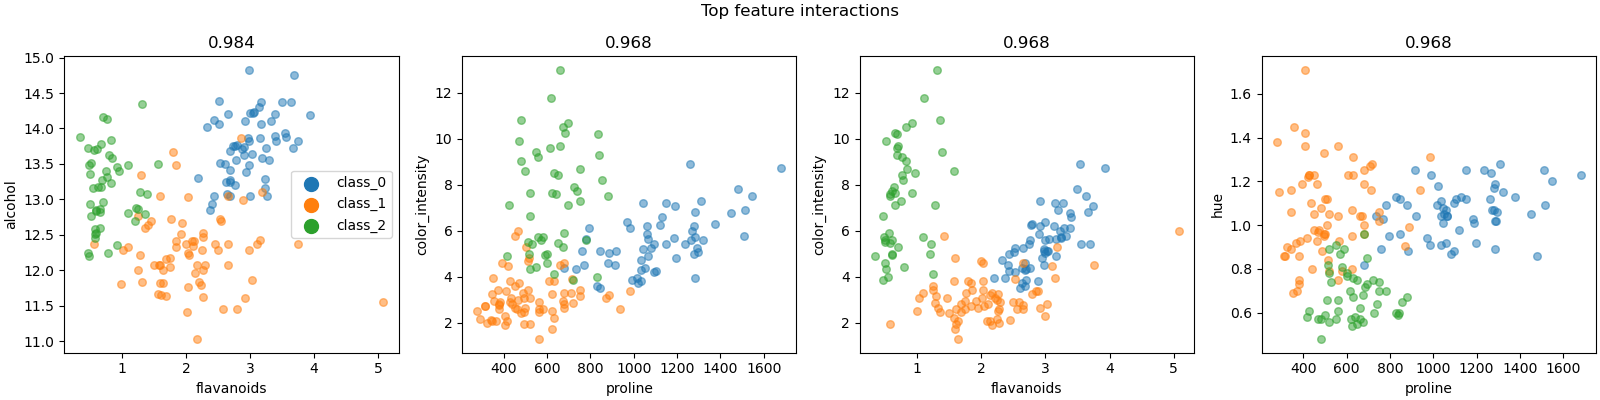 Top feature interactions
0.984
15.0
14.5
14.0
13.5
13.0
12.5
12.0
11.5
11.0
alcohol
class_0
class_1
class_2
1 2 3 4 5
flavanoids
0.968
12
10
8
6
4
2
color_intensity
400 600 800 1000 1200 1400 1600
proline
0.968
12
10
8
6
4
2
color_intensity
1 2 3 4 5
flavanoids
0.968
1.6
1.4
1.2
1.0
0.8
0.6
hue
400 600 800 1000 1200 1400 1600
proline